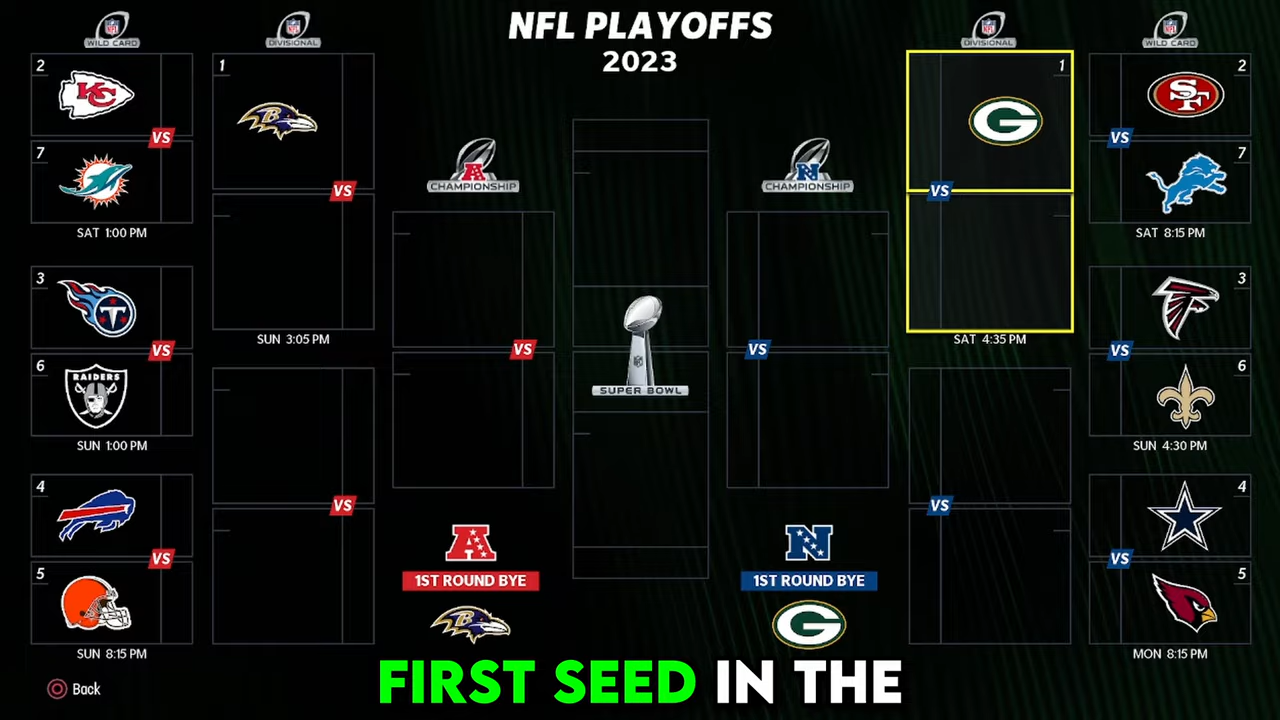 NFL PLAYOFFS
2023
WILD CARD
2
VS
7
SAT 1:00 PM
3
VS
6
RAIDERS
SUN 1:00 PM
4
VS
5
SUN 8:15 PM
DIVISIONAL
1
VS
SUN 3:05 PM
VS
A
CHAMPIONSHIP
VS
SUPER BOWL
N
CHAMPIONSHIP
VS
DIVISIONAL
1
G
VS
SAT 4:35 PM
VS
WILD CARD
2
SF
VS
7
SAT 8:15 PM
3
VS
6
SUN 4:30 PM
4
VS
5
MON 8:15 PM
A
1ST ROUND BYE
N
1ST ROUND BYE
G
Back
FIRST SEED IN THE